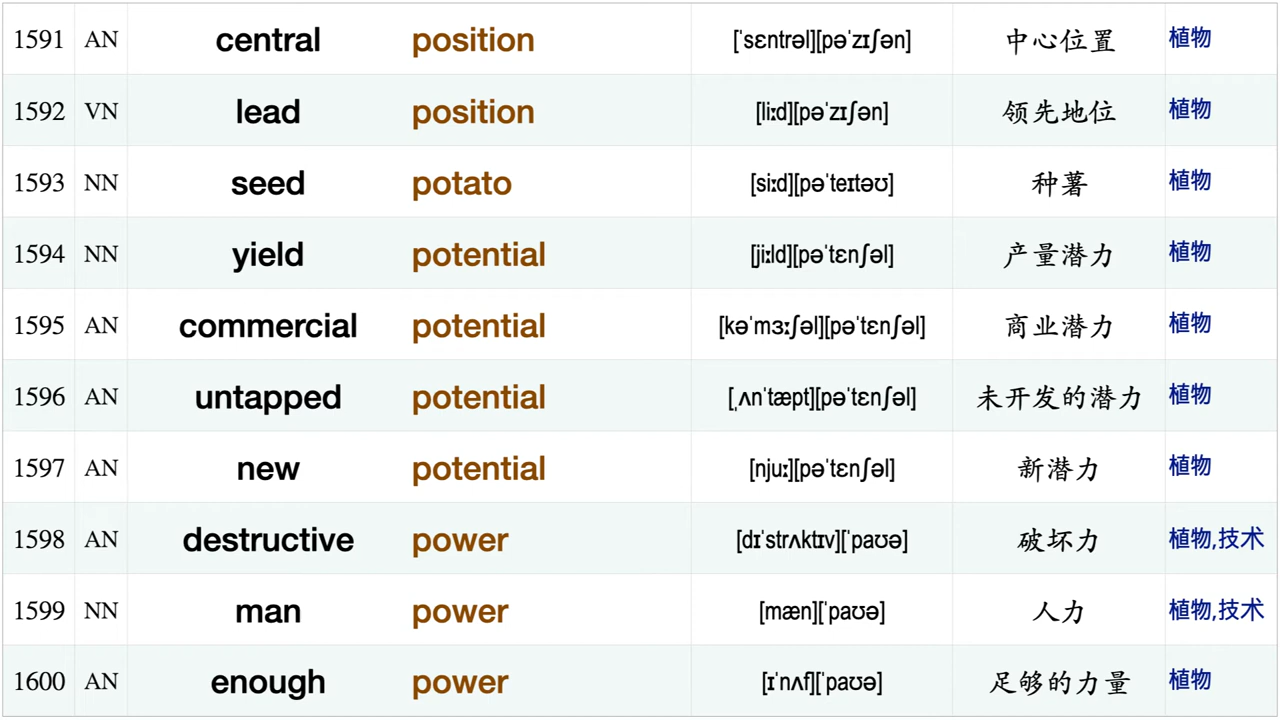 1591 AN central position [ˈsɛntrəl][pəˈzɪʃən] 中心位置 植物
1592 VN lead position [liːd][pəˈzɪʃən] 领先地位 植物
1593 NN seed potato [siːd][pəˈteɪtəʊ] 种薯 植物
1594 NN yield potential [jiːld][pəˈtɛnʃəl] 产量潜力 植物
1595 AN commercial potential [kəˈmɜːʃəl][pəˈtɛnʃəl] 商业潜力 植物
1596 AN untapped potential [ˌʌnˈtæpt][pəˈtɛnʃəl] 未开发的潜力 植物
1597 AN new potential [njuː][pəˈtɛnʃəl] 新潜力 植物
1598 AN destructive power [dɪˈstrʌktɪv][ˈpaʊə] 破坏力 植物,技术
1599 NN man power [mæn][ˈpaʊə] 人力 植物,技术
1600 AN enough power [ɪˈnʌf][ˈpaʊə] 足够的力量 植物